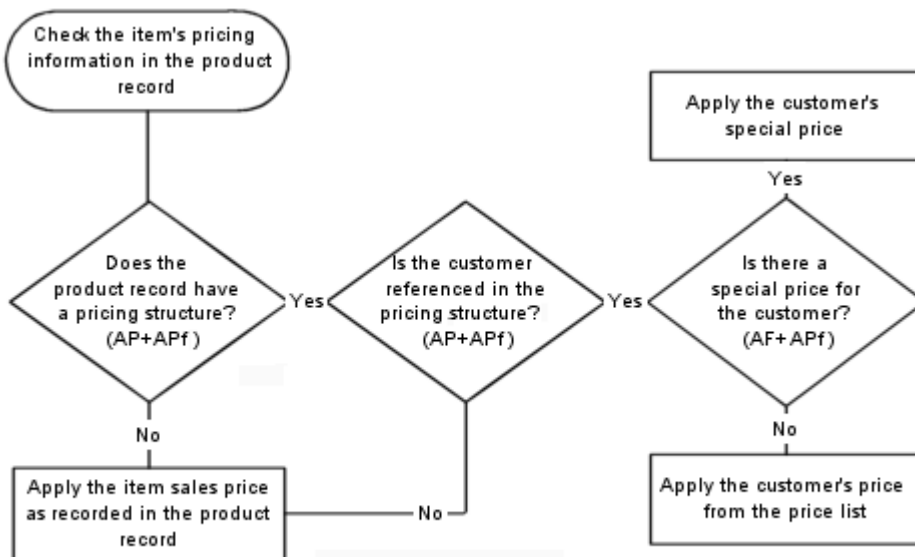 Check the item's pricing
information in the product
record
Does the
product record have
a pricing structure?
(AP+APf)
Yes
Is the customer
referenced in the
pricing structure?
(AP+APf)
Yes
Is there a
special price for
the customer?
(AF+APf)
Yes
Apply the customer's
special price
No
Apply the item sales price
as recorded in the product
record
No
No
Apply the customer's price
from the price list